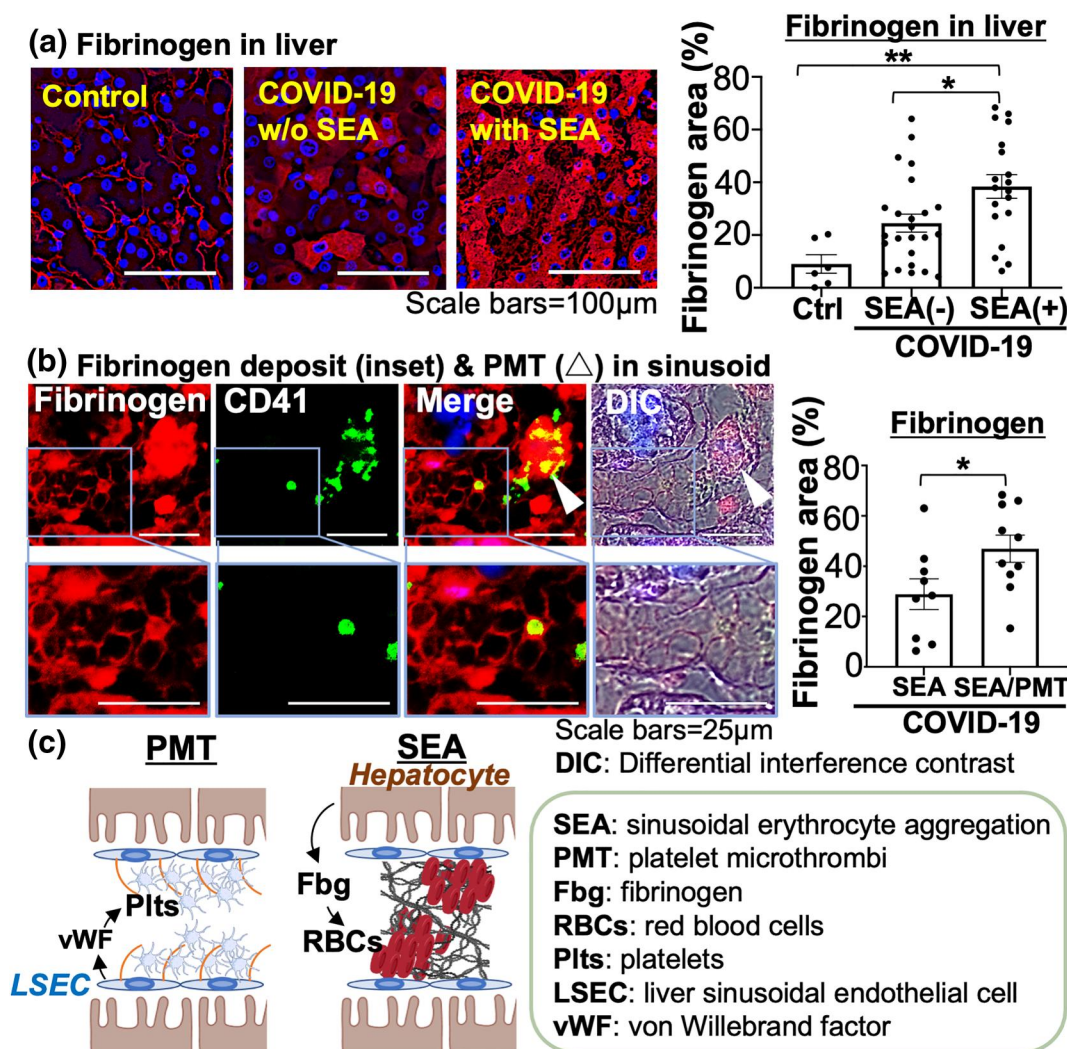 (a) Fibrinogen in liver
Control
COVID-19
w/o SEA
COVID-19
with SEA
Scale bars=100μm
Fibrinogen in liver
Fibrinogen area (%)
80
60
40
20
0
**
*
Ctrl
SEA(-)
SEA(+)
COVID-19
(b) Fibrinogen deposit (inset) & PMT (△) in sinusoid
Fibrinogen
CD41
Merge
DIC
Scale bars=25μm
DIC: Differential interference contrast
Fibrinogen
Fibrinogen area (%)
80
60
40
20
0
*
SEA
SEA/PMT
COVID-19
(c)
PMT
Plts
vWF
LSEC
SEA
Hepatocyte
Fbg
RBCs
SEA: sinusoidal erythrocyte aggregation
PMT: platelet microthrombi
Fbg: fibrinogen
RBCs: red blood cells
Plts: platelets
LSEC: liver sinusoidal endothelial cell
vWF: von Willebrand factor